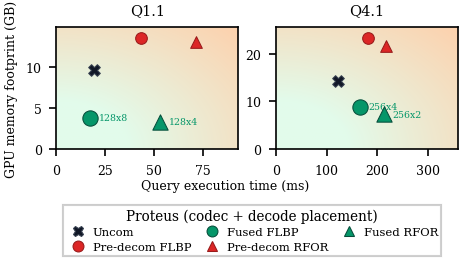 Q1.1 Q4.1
GPU memory footprint (GB)
10
5
0
128x8
128x4
0 25 50 75
20
10
0
256x4
256x2
0 100 200 300
Query execution time (ms)
Proteus (codec + decode placement)
Uncom Fused FLBP Fused RFOR
Pre-decom FLBP Pre-decom RFOR